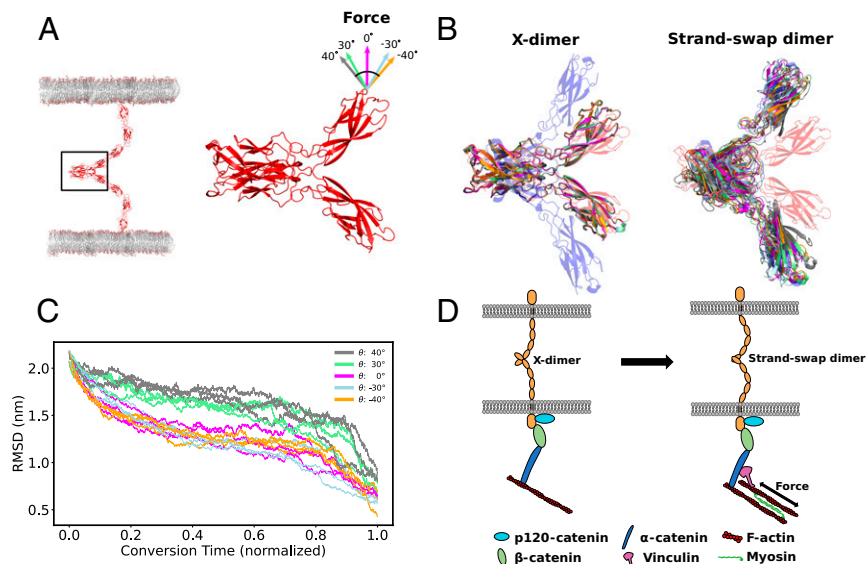 A
Force
0°
30°
-30°
40°
-40°
B
X-dimer
Strand-swap dimer
C
2.0
1.5
1.0
0.5
RMSD (nm)
0.0
0.2
0.4
0.6
0.8
1.0
Conversion Time (normalized)
θ: 40°
θ: 30°
θ: 0°
θ: -30°
θ: -40°
D
X-dimer
Strand-swap dimer
Force
p120-catenin
α-catenin
F-actin
β-catenin
Vinculin
Myosin